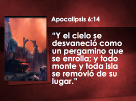 Apocalipsis 6:14
“Y el cielo se
desvaneció como
un pergamino que
se enrolla; y todo
monte y toda isla
se removió de su
lugar.”